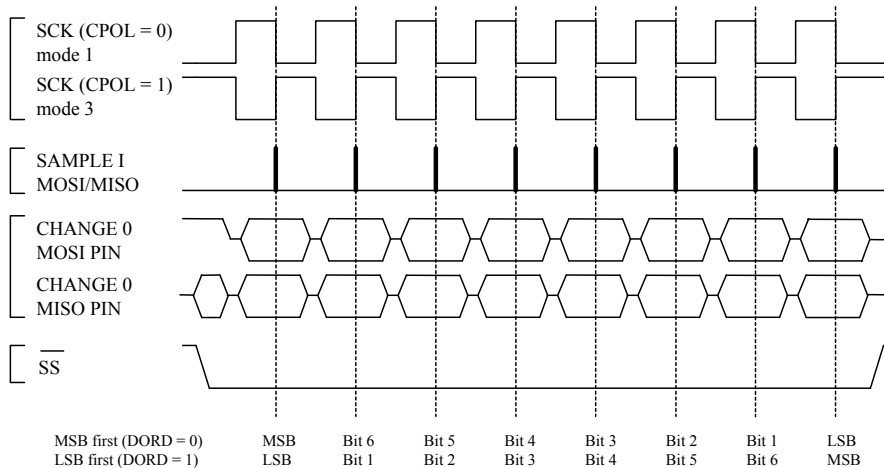 SCK (CPOL = 0)
mode 1
SCK (CPOL = 1)
mode 3
SAMPLE I
MOSI/MISO
CHANGE 0
MOSI PIN
CHANGE 0
MISO PIN
SS
MSB first (DORD = 0) MSB Bit 6 Bit 5 Bit 4 Bit 3 Bit 2 Bit 1 LSB
LSB first (DORD = 1) LSB Bit 1 Bit 2 Bit 3 Bit 4 Bit 5 Bit 6 MSB